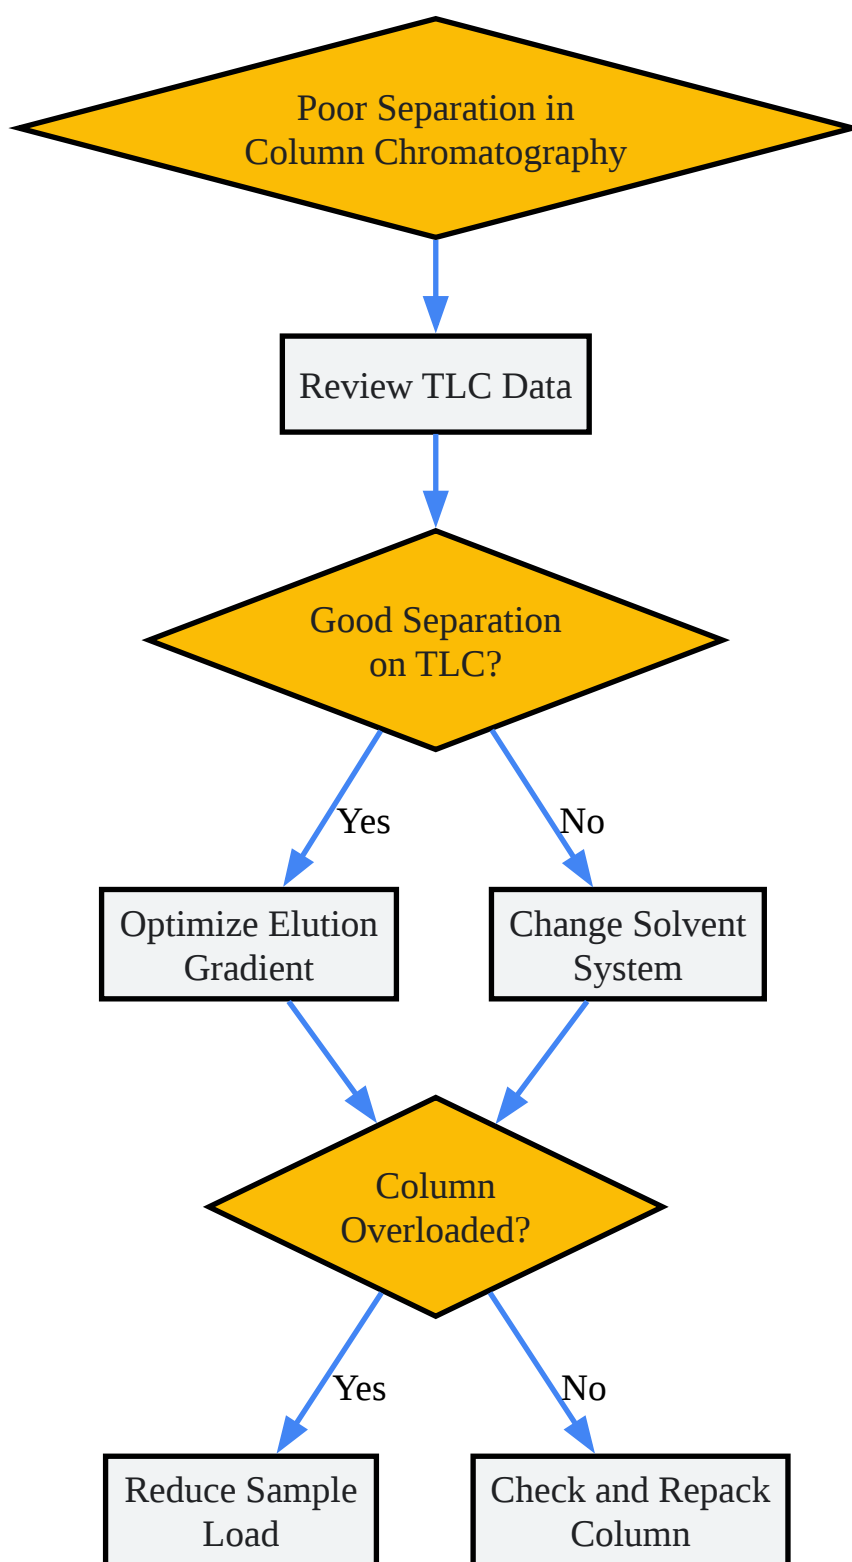 Poor Separation in
Column Chromatography
Review TLC Data
Good Separation
on TLC?
Yes
No
Optimize Elution
Gradient
Change Solvent
System
Column
Overloaded?
Yes
No
Reduce Sample
Load
Check and Repack
Column